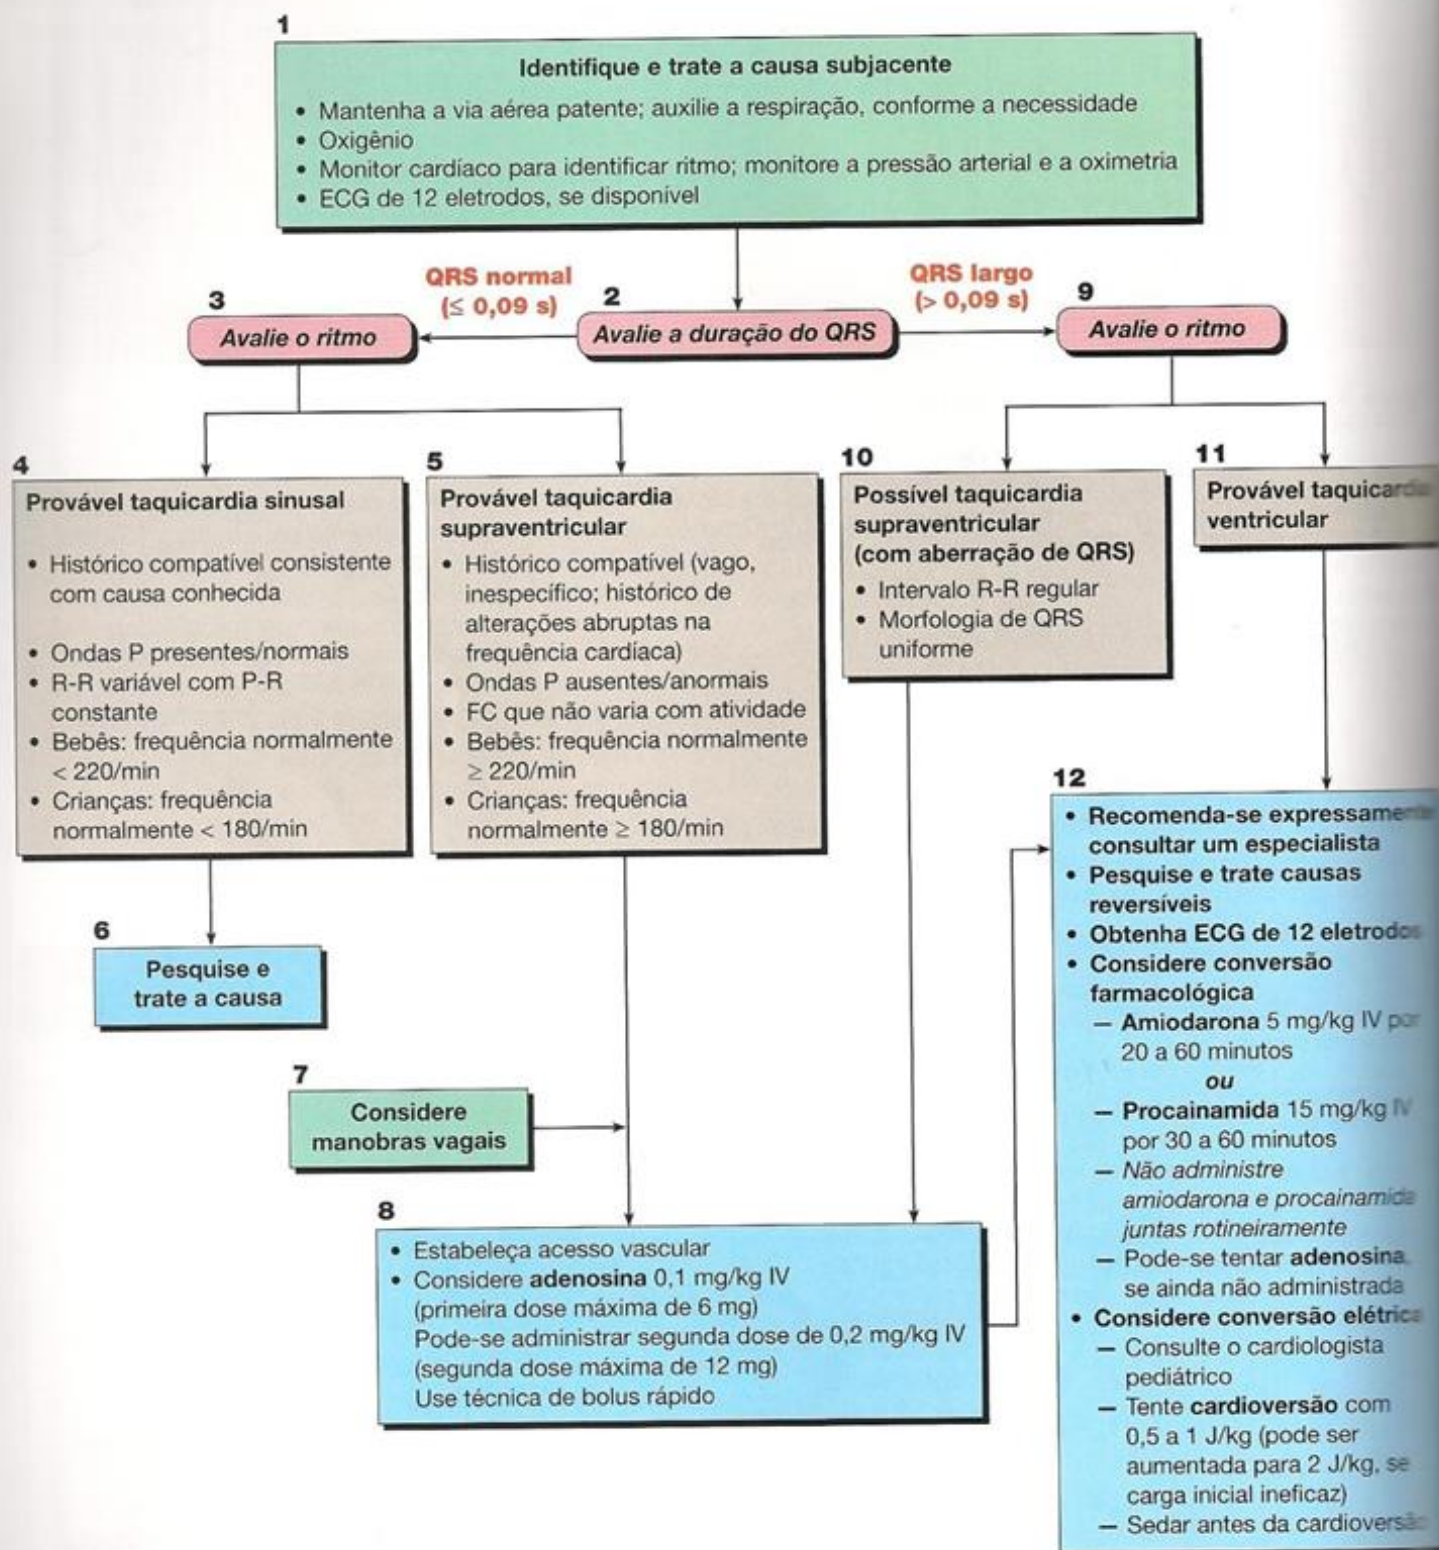 1
Identifique e trate a causa subjacente
• Mantenha a via aérea patente; auxilie a respiração, conforme a necessidade
• Oxigênio
• Monitor cardíaco para identificar ritmo; monitore a pressão arterial e a oximetria
• ECG de 12 eletrodos, se disponível
QRS normal
(≤ 0,09 s)
2
Avalie a duração do QRS
QRS largo
(> 0,09 s)
3
Avalie o ritmo
9
Avalie o ritmo
4
Provável taquicardia sinusal
• Histórico compatível consistente
com causa conhecida
• Ondas P presentes/normais
• R-R variável com P-R
constante
• Bebês: frequência normalmente
< 220/min
• Crianças: frequência
normalmente < 180/min
5
Provável taquicardia
supraventricular
• Histórico compatível (vago,
inespecífico; histórico de
alterações abruptas na
frequência cardíaca)
• Ondas P ausentes/anormais
• FC que não varia com atividade
• Bebês: frequência normalmente
≥ 220/min
• Crianças: frequência
normalmente ≥ 180/min
10
Possível taquicardia
supraventricular
(com aberração de QRS)
• Intervalo R-R regular
• Morfologia de QRS
uniforme
11
Provável taquicardia
ventricular
6
Pesquise e
trate a causa
7
Considere
manobras vagais
8
• Estabeleça acesso vascular
• Considere adenosina 0,1 mg/kg IV
(primeira dose máxima de 6 mg)
Pode-se administrar segunda dose de 0,2 mg/kg IV
(segunda dose máxima de 12 mg)
Use técnica de bolus rápido
12
• Recomenda-se expressamente
consultar um especialista
• Pesquise e trate causas
reversíveis
• Obtenha ECG de 12 eletrodos
• Considere conversão
farmacológica
— Amiodarona 5 mg/kg IV por
20 a 60 minutos
ou
— Procainamida 15 mg/kg IV
por 30 a 60 minutos
— Não administre
amiodarona e procainamida
juntas rotineiramente
— Pode-se tentar adenosina,
se ainda não administrada
• Considere conversão elétrica
— Consulte o cardiologista
pediátrico
— Tente cardioversão com
0,5 a 1 J/kg (pode ser
aumentada para 2 J/kg, se
carga inicial ineficaz)
— Sedar antes da cardioversão